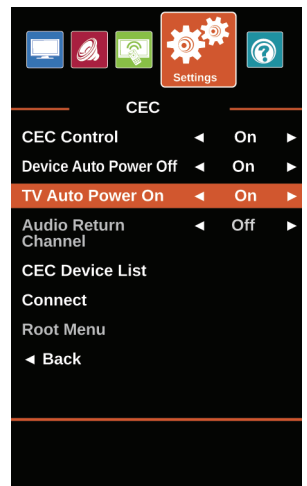 Settings
CEC
CEC Control ◄ On ►
Device Auto Power Off ◄ On ►
TV Auto Power On ◄ On ►
Audio Return ◄ Off ►
Channel
CEC Device List
Connect
Root Menu
◄ Back